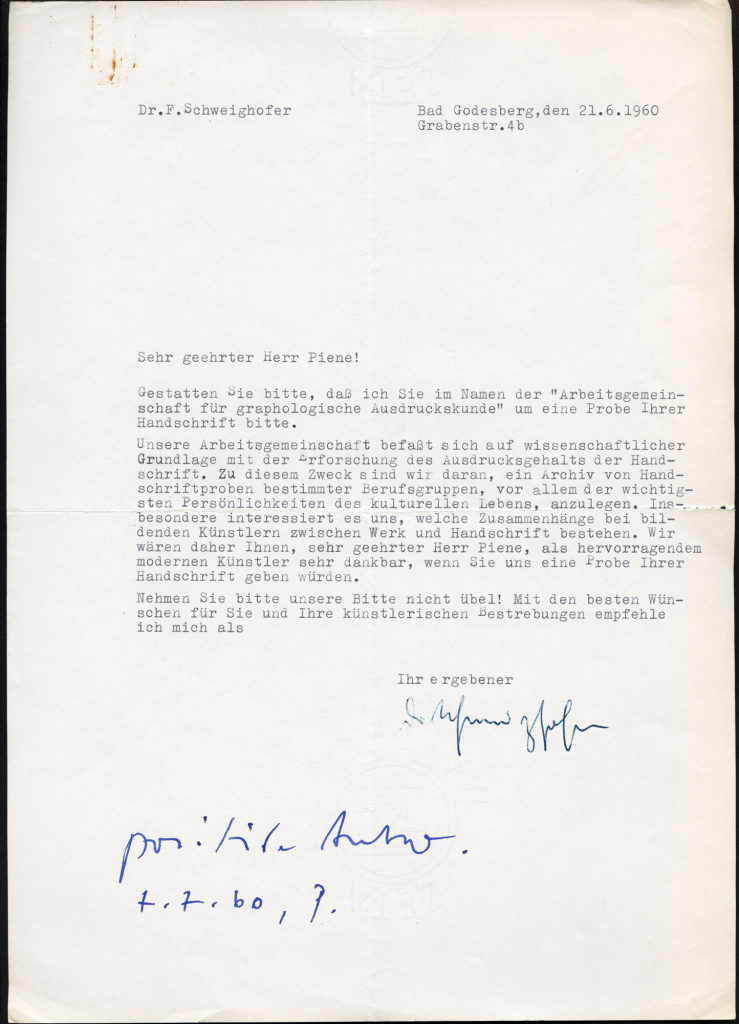 Dr.F.Schweighofer
Bad Godesberg,den 21.6.1960
Grabenstr.4b
Sehr geehrter Herr Piene!
Gestatten Sie bitte, daß ich Sie im Namen der "Arbeitsgemein-
schaft für graphologische Ausdruckskunde" um eine Probe Ihrer
Handschrift bitte.
Unsere Arbeitsgemeinschaft befaßt sich auf wissenschaftlicher
Grundlage mit der Erforschung des Ausdrucksgehalts der Hand-
schrift. Zu diesem Zweck sind wir daran, ein Archiv von Hand-
schriftproben bestimmter Berufsgruppen, vor allem der wichtig-
sten Persönlichkeiten des kulturellen Lebens, anzulegen. Ins-
besondere interessiert es uns, welche Zusammenhänge bei bil-
denden Künstlern zwischen Werk und Handschrift bestehen. Wir
wären daher Ihnen, sehr geehrter Herr Piene, als hervorragendem
modernen Künstler sehr dankbar, wenn Sie uns eine Probe Ihrer
Handschrift geben würden.
Nehmen Sie bitte unsere Bitte nicht übel! Mit den besten Wün-
schen für Sie und Ihre künstlerischen Bestrebungen empfehle
ich mich als
Ihr ergebener
Dr Schweighofer
positive Antw.
7.7.60, P.